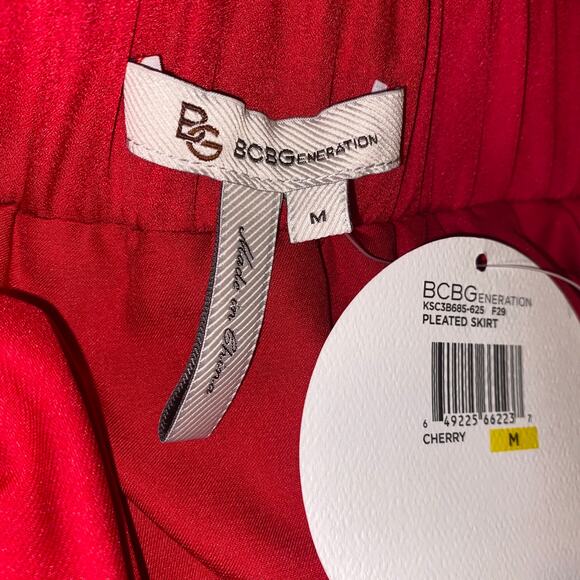 BG BCBGENERATION
M
Made in China
BCBGENERATION
KSC3B685-625 F29
PLEATED SKIRT
6 49225 66223 7
CHERRY M